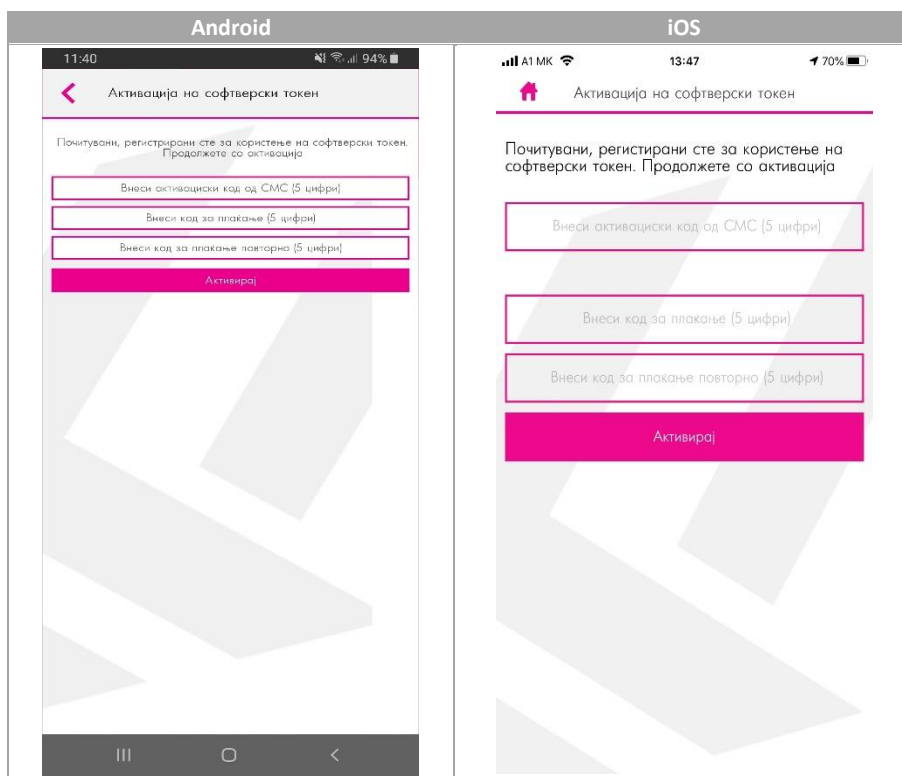 Android
iOS
11:40
94%
Активација на софтверски токен
Почитувани, регистрирани сте за користење на софтверски токен.
Продолжете со активација
Внеси активациски код од СМС (5 цифри)
Внеси код за плаќање (5 цифри)
Внеси код за плаќање повторно (5 цифри)
Активирај
A1 MK
13:47
70%
Активација на софтверски токен
Почитувани, регистирани сте за користење на
софтверски токен. Продолжете со активација
Внеси активациски код од СМС (5 цифри)
Внеси код за плакање (5 цифри)
Внеси код за плакање повторно (5 цифри)
Активирај